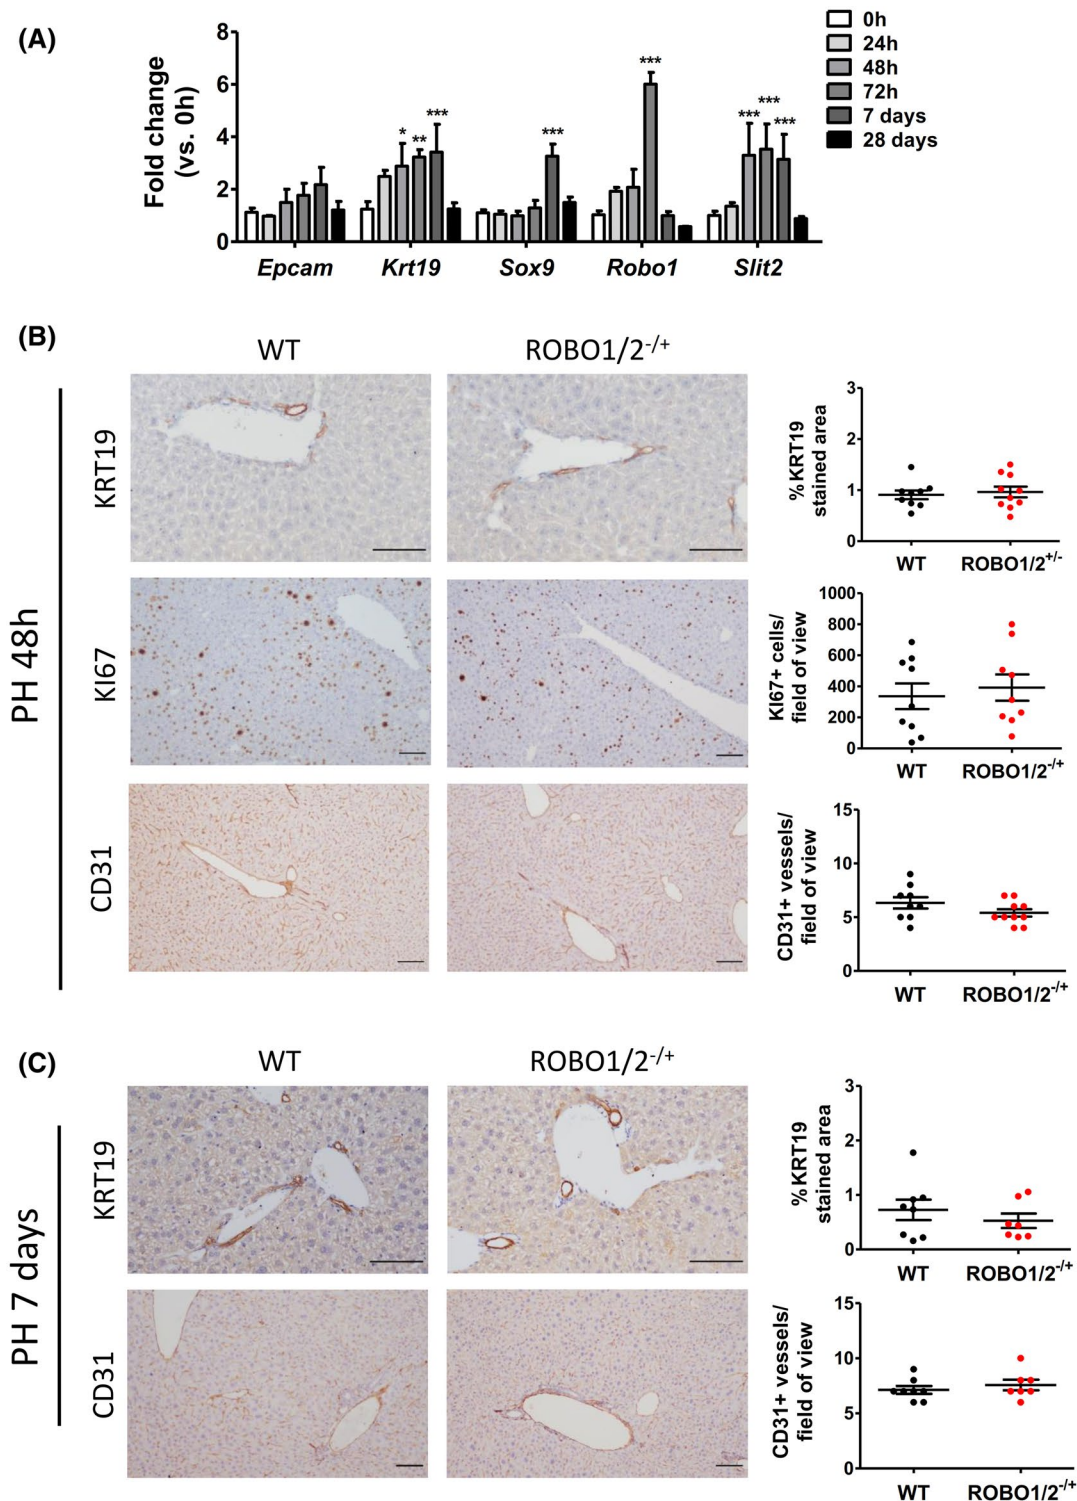 (A)
Fold change
(vs. 0h)
8
6
4
2
0
*
**
***
***
***
***
***
***
Epcam Krt19 Sox9 Robo1 Slit2
0h
24h
48h
72h
7 days
28 days
(B)
WT ROBO1/2-/+
PH 48h
KRT19
%KRT19
stained area
3
2
1
0
WT ROBO1/2+/-
KI67
KI67+ cells/
field of view
1000
800
600
400
200
0
WT ROBO1/2-/+
CD31
CD31+ vessels/
field of view
15
10
5
0
WT ROBO1/2-/+
(C)
WT ROBO1/2-/+
PH 7 days
KRT19
%KRT19
stained area
3
2
1
0
WT ROBO1/2-/+
CD31
CD31+ vessels/
field of view
15
10
5
0
WT ROBO1/2-/+